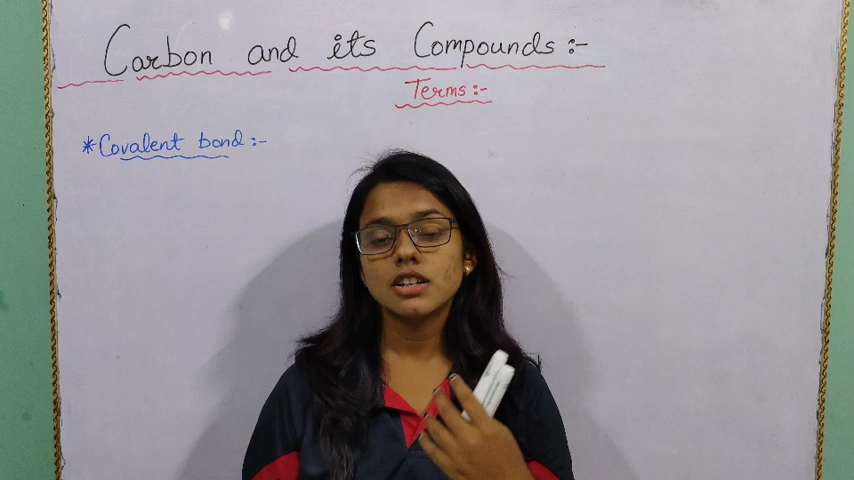 Carbon and its Compounds :-
Terms :-
*Covalent bond :-